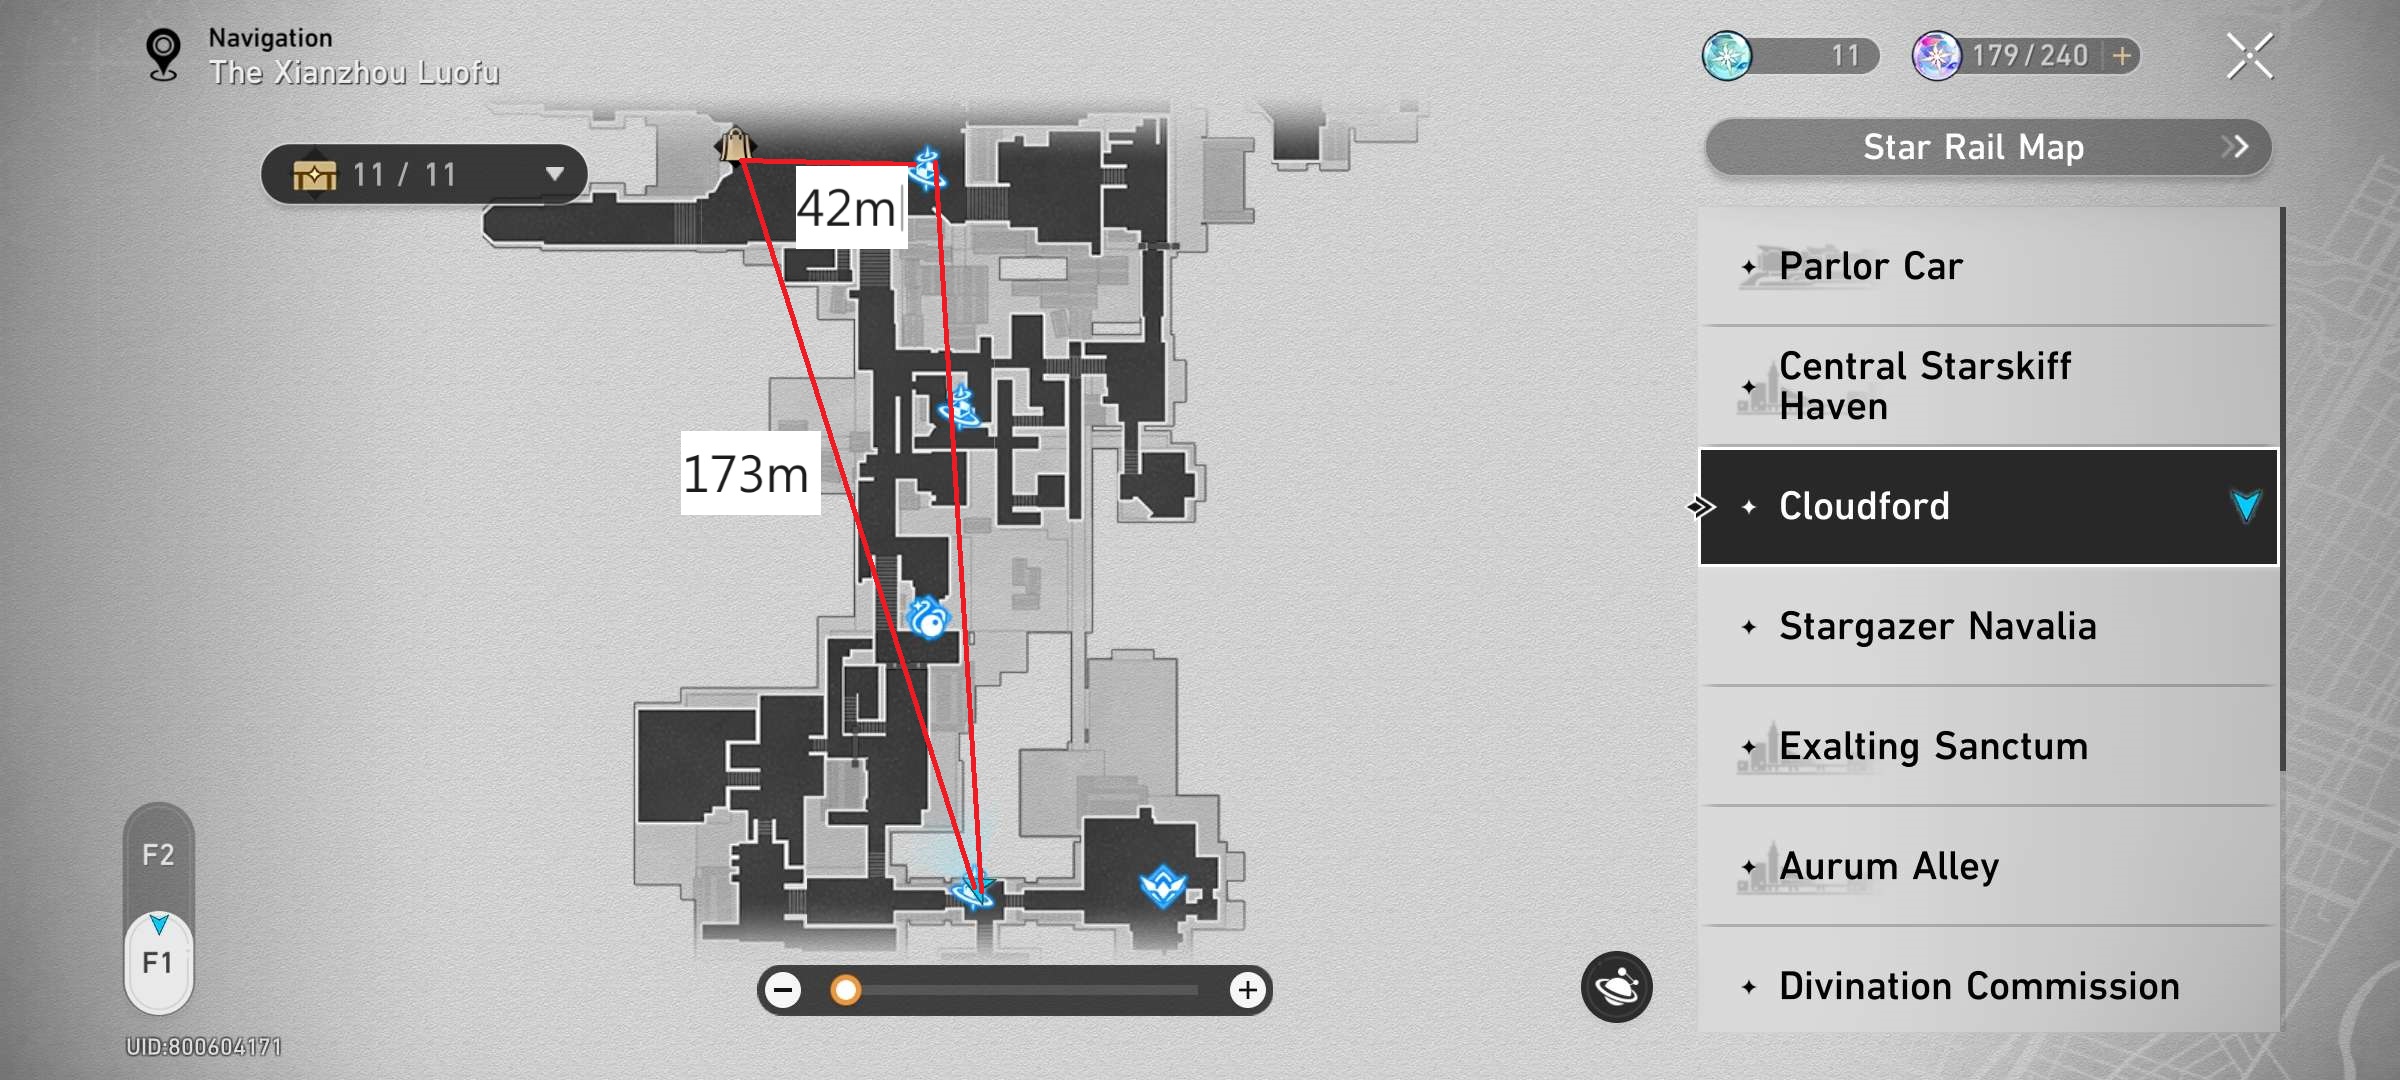 Navigation
The Xianzhou Luofu
11
179/240
Star Rail Map
11 / 11
42m
Parlor Car
Central Starskiff
Haven
173m
Cloudford
Stargazer Navalia
Exalting Sanctum
F2
Aurum Alley
F1
Divination Commission
UID:800604171